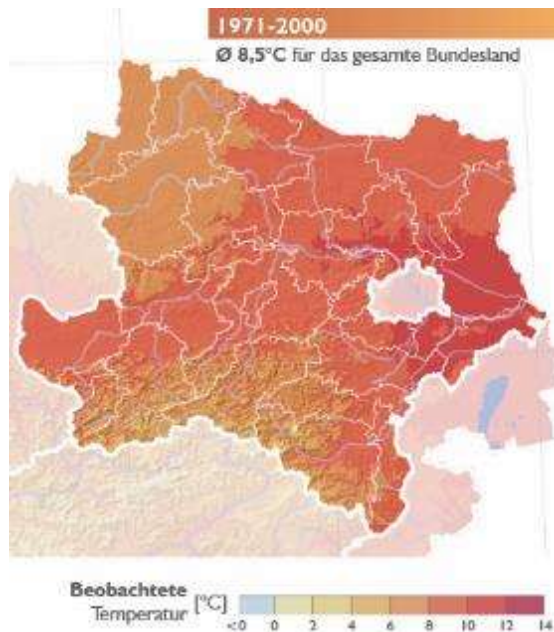 1971-2000
Ø 8,5°C für das gesamte Bundesland
Beobachtete
Temperatur [°C]
<0 0 2 4 6 8 10 12 14